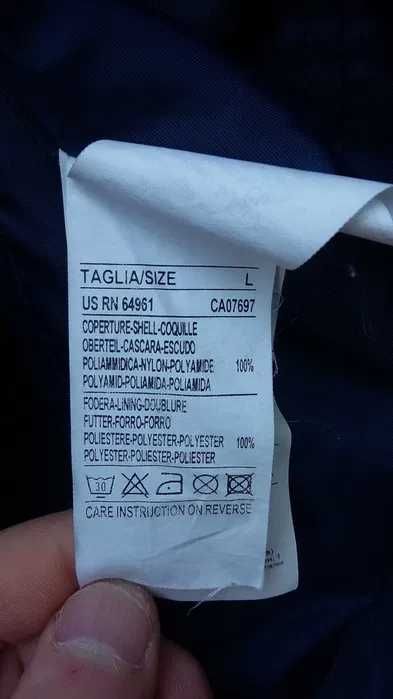 TAGLIA/SIZE L
US RN 64961 CA07697
COPERTURE-SHELL-COQUILLE
OBERTEIL-CASCARA-ESCUDO
POLIAMMIDICA-NYLON-POLYAMIDE 100%
POLYAMID-POLIAMIDA-POLIAMIDA
FODERA-LINING-DOUBLURE
FUTTER-FORRO-FORRO
POLIESTERE-POLYESTER-POLYESTER 100%
POLYESTER-POLIESTER-POLIESTER
30
CARE INSTRUCTION ON REVERSE